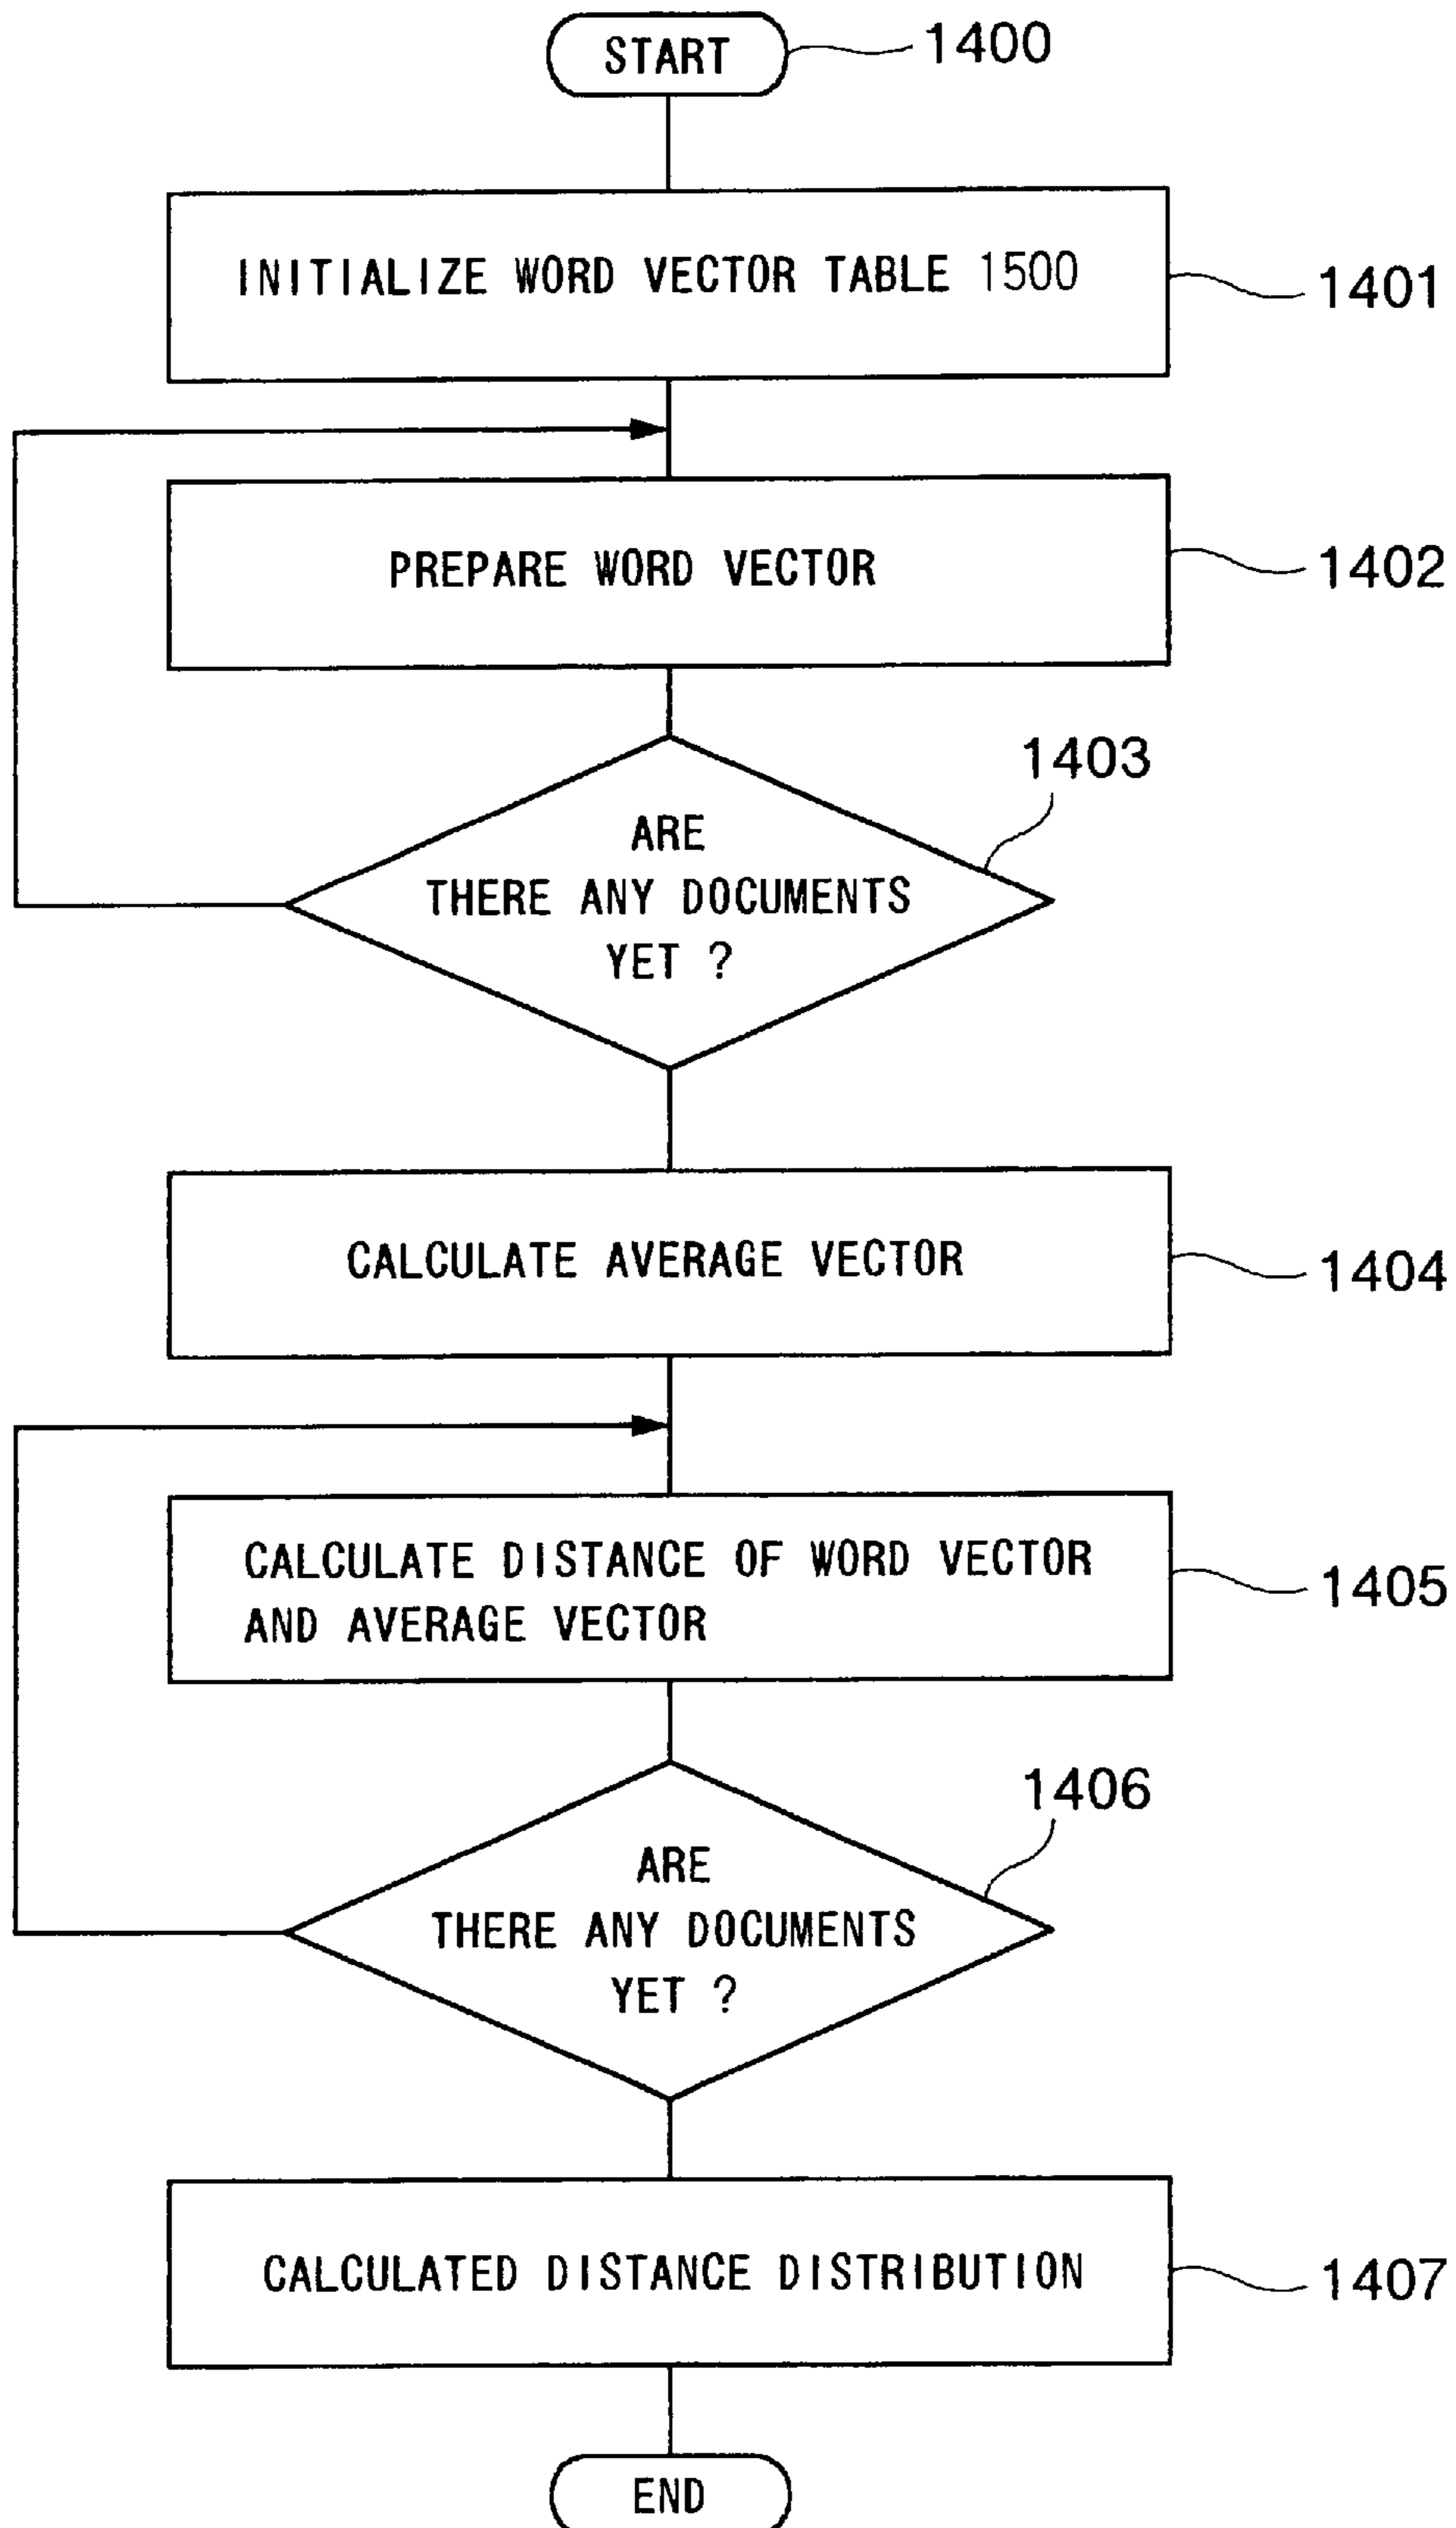 START
1400
INITIALIZE WORD VECTOR TABLE 1500
1401
PREPARE WORD VECTOR
1402
1403
ARE
THERE ANY DOCUMENTS
YET ?
CALCULATE AVERAGE VECTOR
1404
CALCULATE DISTANCE OF WORD VECTOR
AND AVERAGE VECTOR
1405
1406
ARE
THERE ANY DOCUMENTS
YET ?
CALCULATED DISTANCE DISTRIBUTION
1407
END